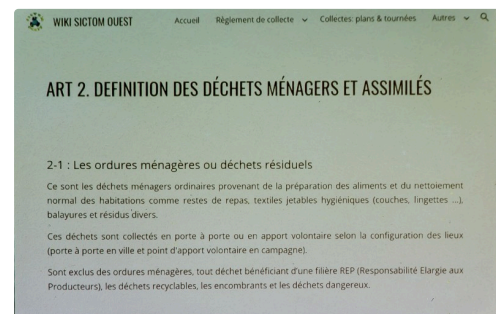 WIKI SICTOM OUEST Accueil Règlement de collecte Collectes: plans & tournées Autres
ART 2. DEFINITION DES DÉCHETS MÉNAGERS ET ASSIMILÉS
2-1 : Les ordures ménagères ou déchets résiduels
Ce sont les déchets ménagers ordinaires provenant de la préparation des aliments et du nettoiement
normal des habitations comme restes de repas, textiles jetables hygiéniques (couches, lingettes ...),
balayures et résidus divers.
Ces déchets sont collectés en porte à porte ou en apport volontaire selon la configuration des lieux
(porte à porte en ville et point d'apport volontaire en campagne).
Sont exclus des ordures ménagères, tout déchet bénéficiant d'une filière REP (Responsabilité Elargie aux
Producteurs), les déchets recyclables, les encombrants et les déchets dangereux.